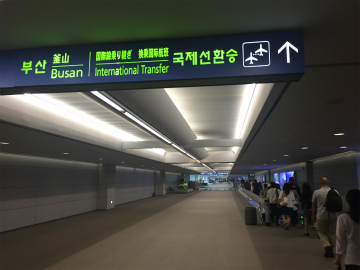 부산 釜山 Busan
国際線乗り継ぎ 换乘国际航班 국제선환승
International Transfer